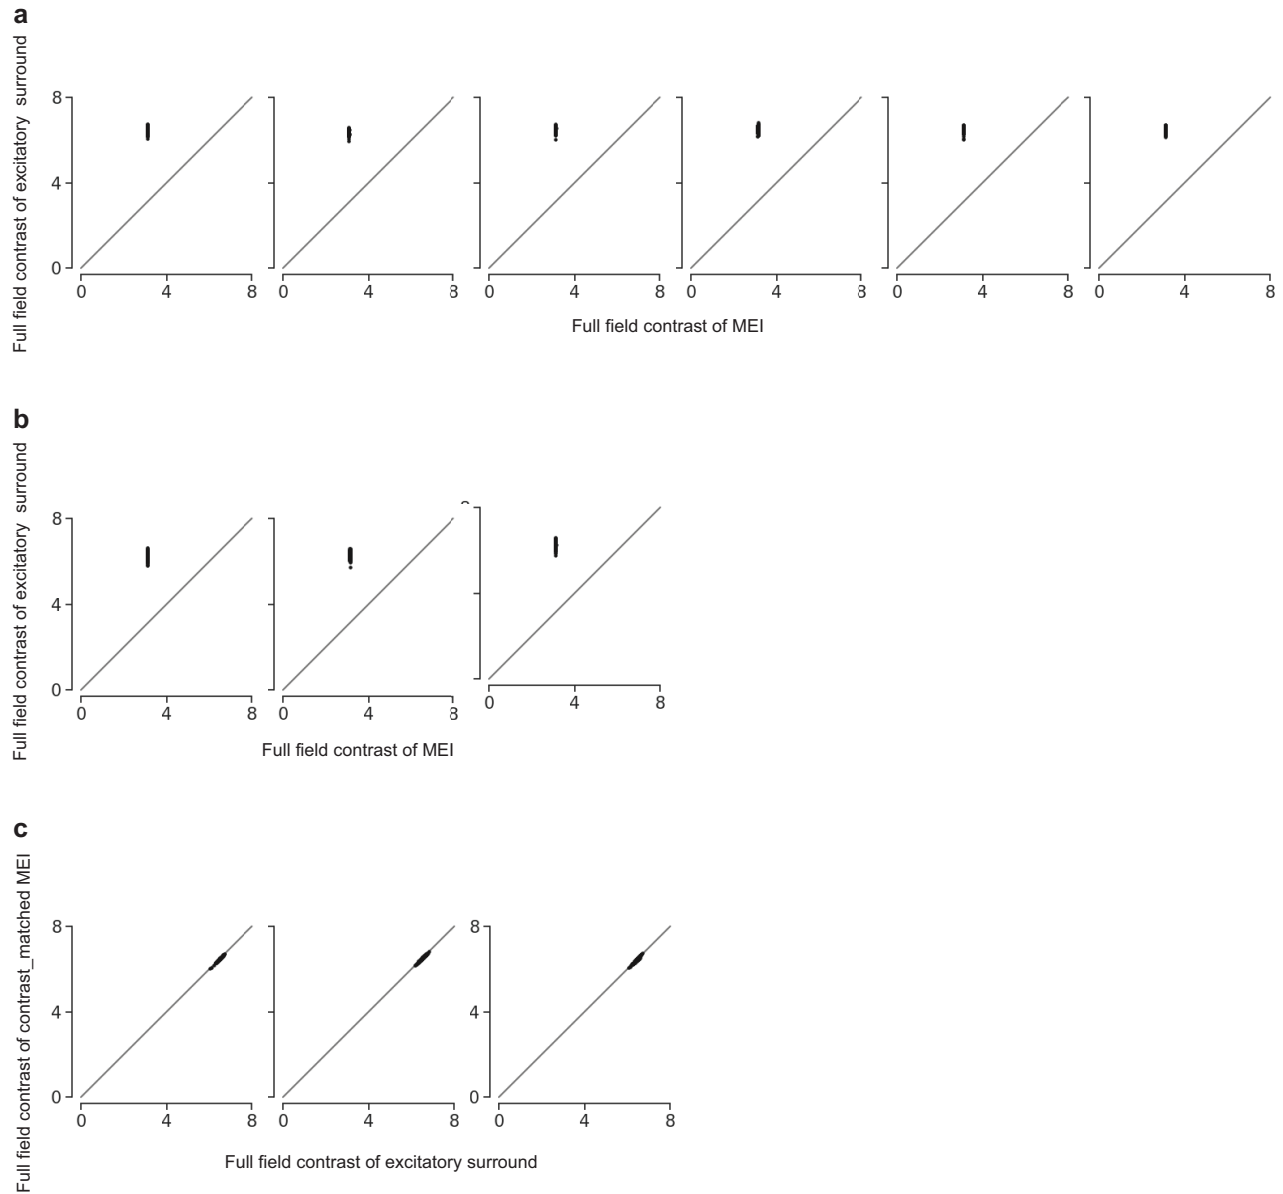 a
Full field contrast of excitatory surround
8
4
0
0 4 8 0 4 8 0 4 8 0 4 8 0 4 8 0 4 8
Full field contrast of MEI
b
Full field contrast of excitatory surround
8
4
0
0 4 8 0 4 8 0 4 8
Full field contrast of MEI
c
Full field contrast of contrast_matched MEI
8 8
4 4
0 0
0 4 8 0 4 8 0 4 8
Full field contrast of excitatory surround